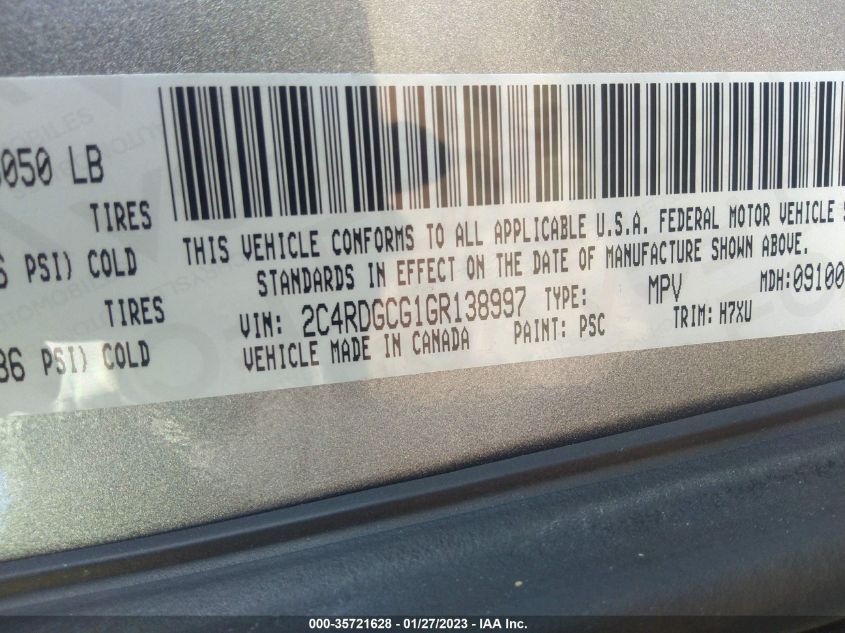 6050 LB
TIRES
PSI) COLD
TIRES
36 PSI) COLD
THIS VEHICLE CONFORMS TO ALL APPLICABLE U.S.A. FEDERAL MOTOR VEHICLE
STANDARDS IN EFFECT ON THE DATE OF MANUFACTURE SHOWN ABOVE.
VIN: 2C4RDGCG1GR138997 TYPE: MPV MDH:09100
VEHICLE MADE IN CANADA PAINT: PSC TRIM: H7XU
000-35721628 - 01/27/2023 - © IAA Inc.